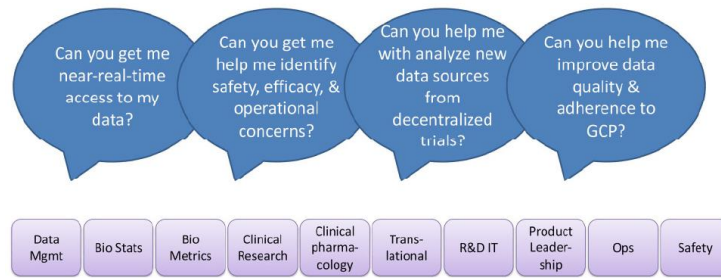 Can you get me
near-real-time
access to my
data?
Can you get me
help me identify
safety, efficacy, &
operational
concerns?
Can you help me
with analyze new
data sources
from
decentralized
trials?
Can you help me
improve data
quality &
adherence to
GCP?
Data
Mgmt
Bio Stats
Bio
Metrics
Clinical
Research
Clinical
pharma-
cology
Trans-
lational
R&D IT
Product
Leader-
ship
Ops
Safety